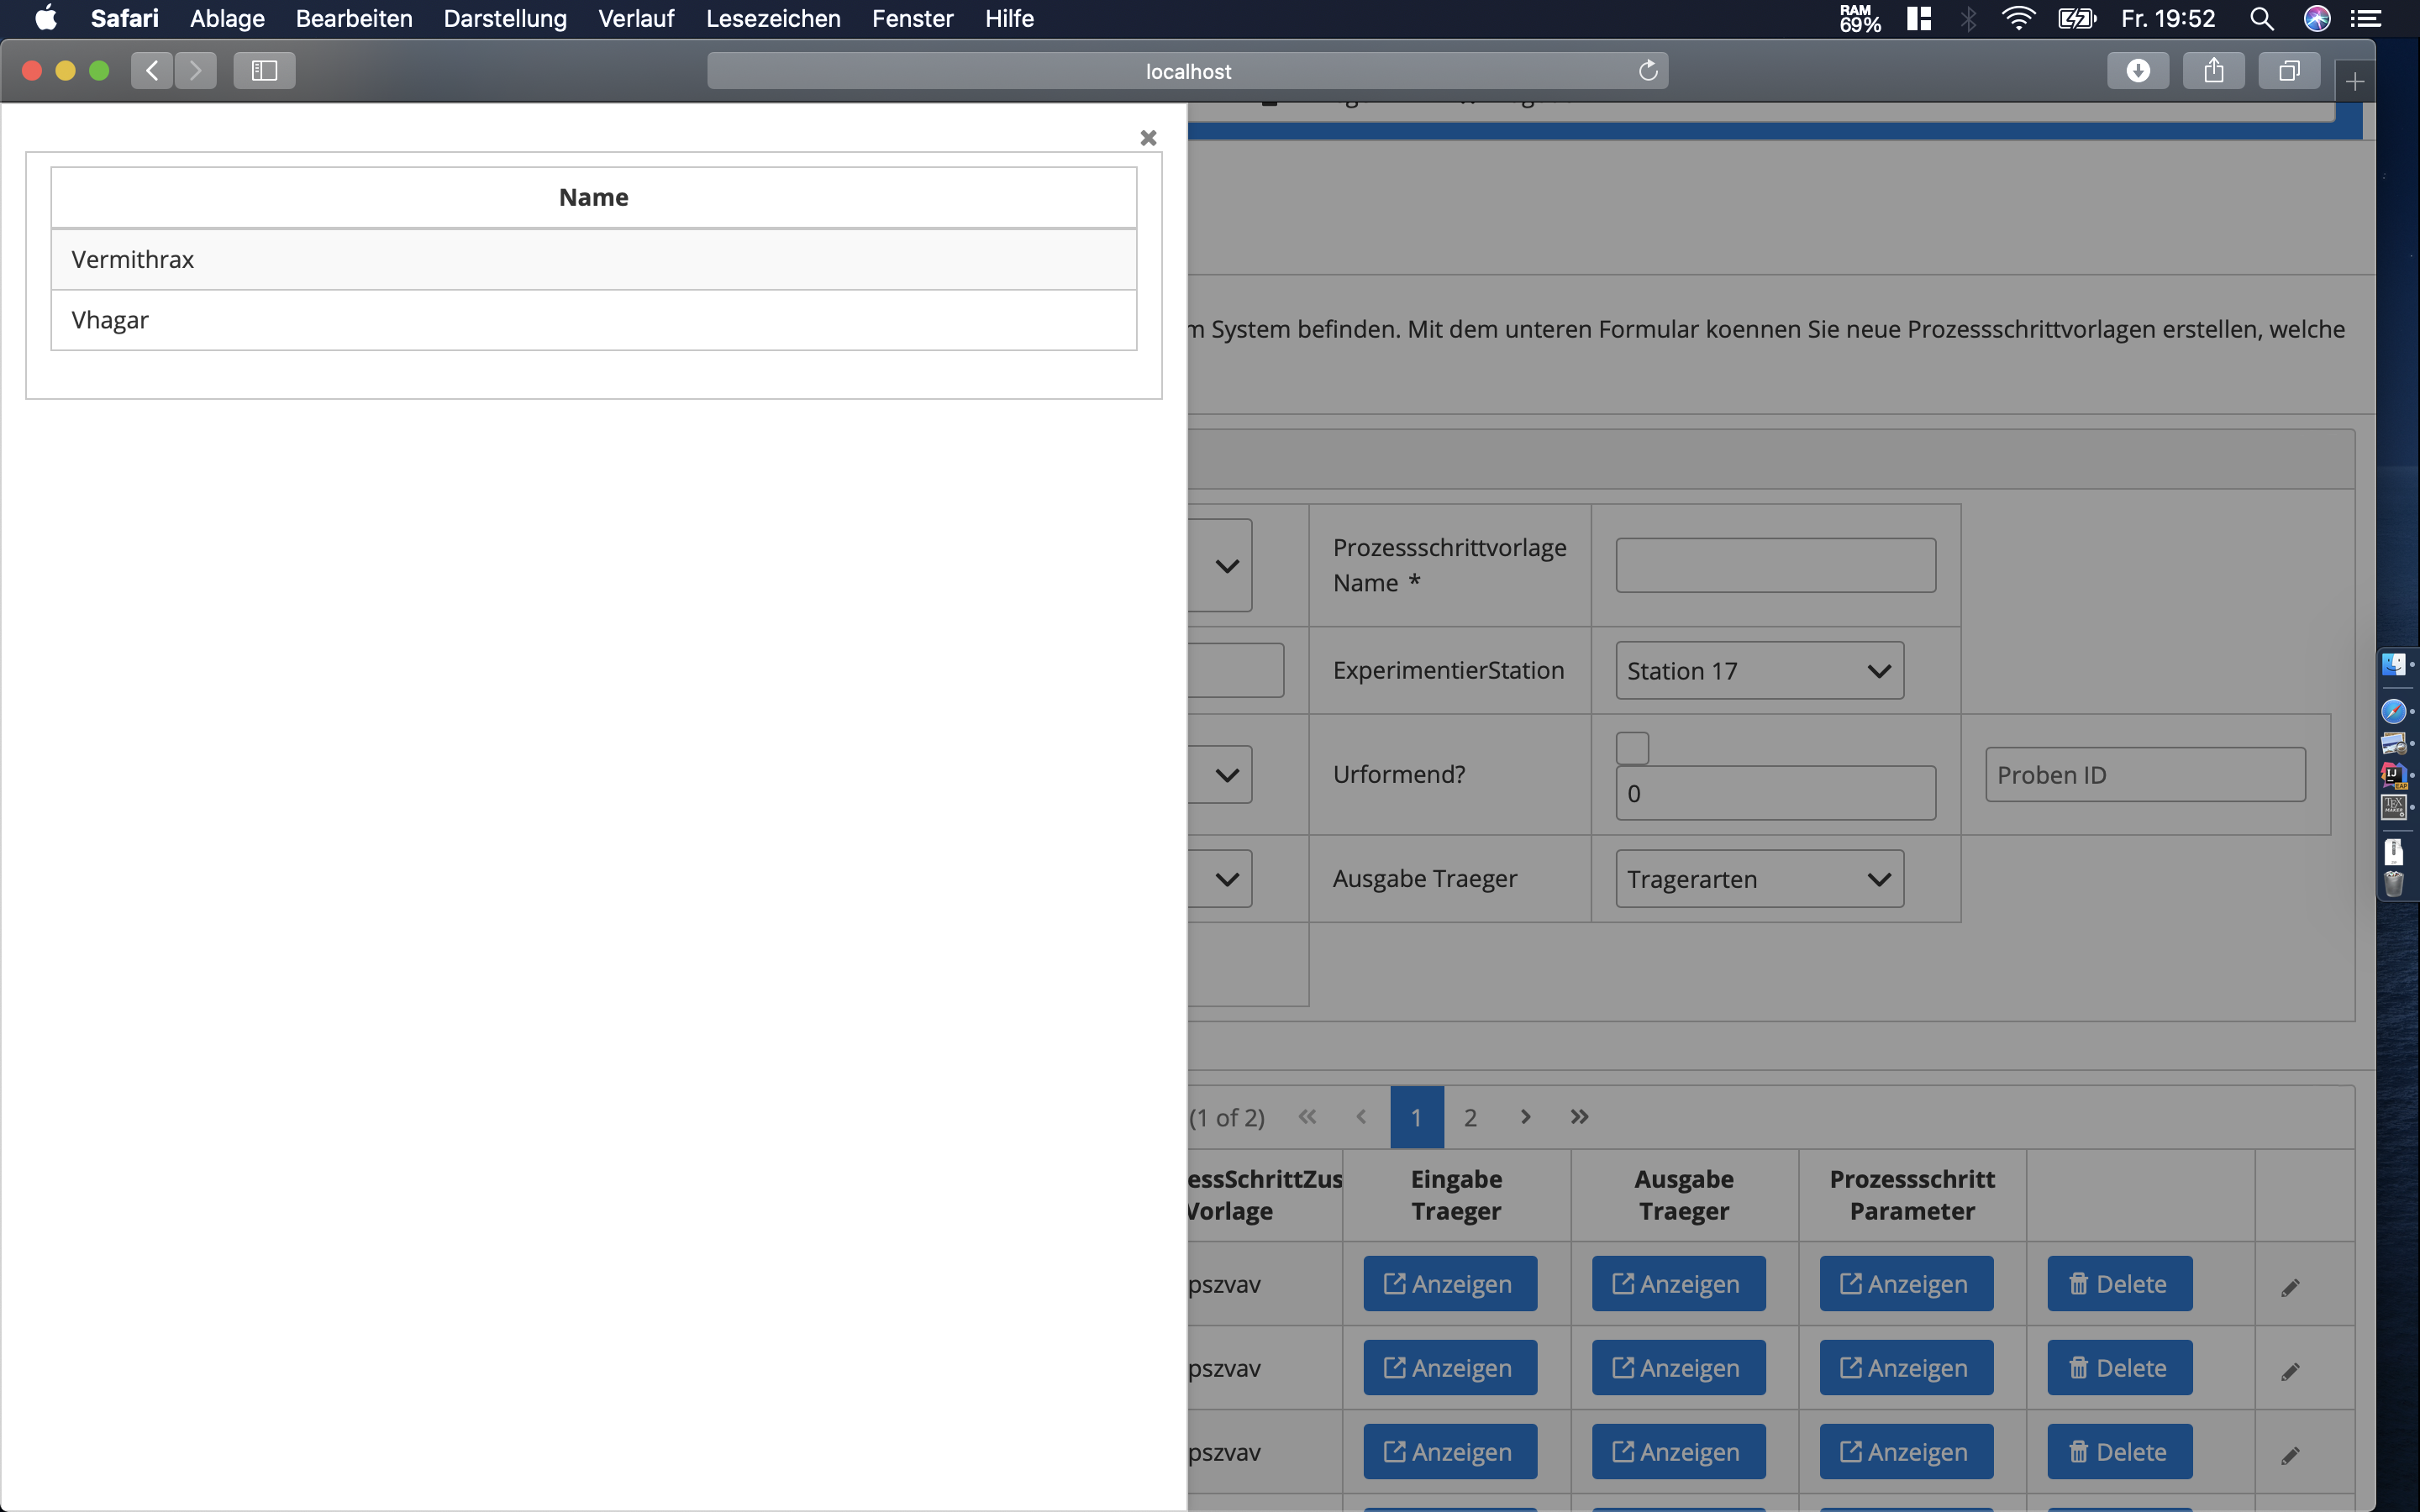 Safari Ablage Bearbeiten Darstellung Verlauf Lesezeichen Fenster Hilfe RAM 69% Fr. 19:52
localhost
Name
Vermithrax
Vhagar
m System befinden. Mit dem unteren Formular koennen Sie neue Prozessschrittvorlagen erstellen, welche
Prozessschrittvorlage
Name *
ExperimentierStation Station 17
Urformend? 0 Proben ID
Ausgabe Traeger Tragerarten
(1 of 2) 1 2
essSchrittZus Eingabe Ausgabe Prozessschritt
Vorlage Traeger Traeger Parameter
pszvav Anzeigen Anzeigen Anzeigen Delete
pszvav Anzeigen Anzeigen Anzeigen Delete
pszvav Anzeigen Anzeigen Anzeigen Delete